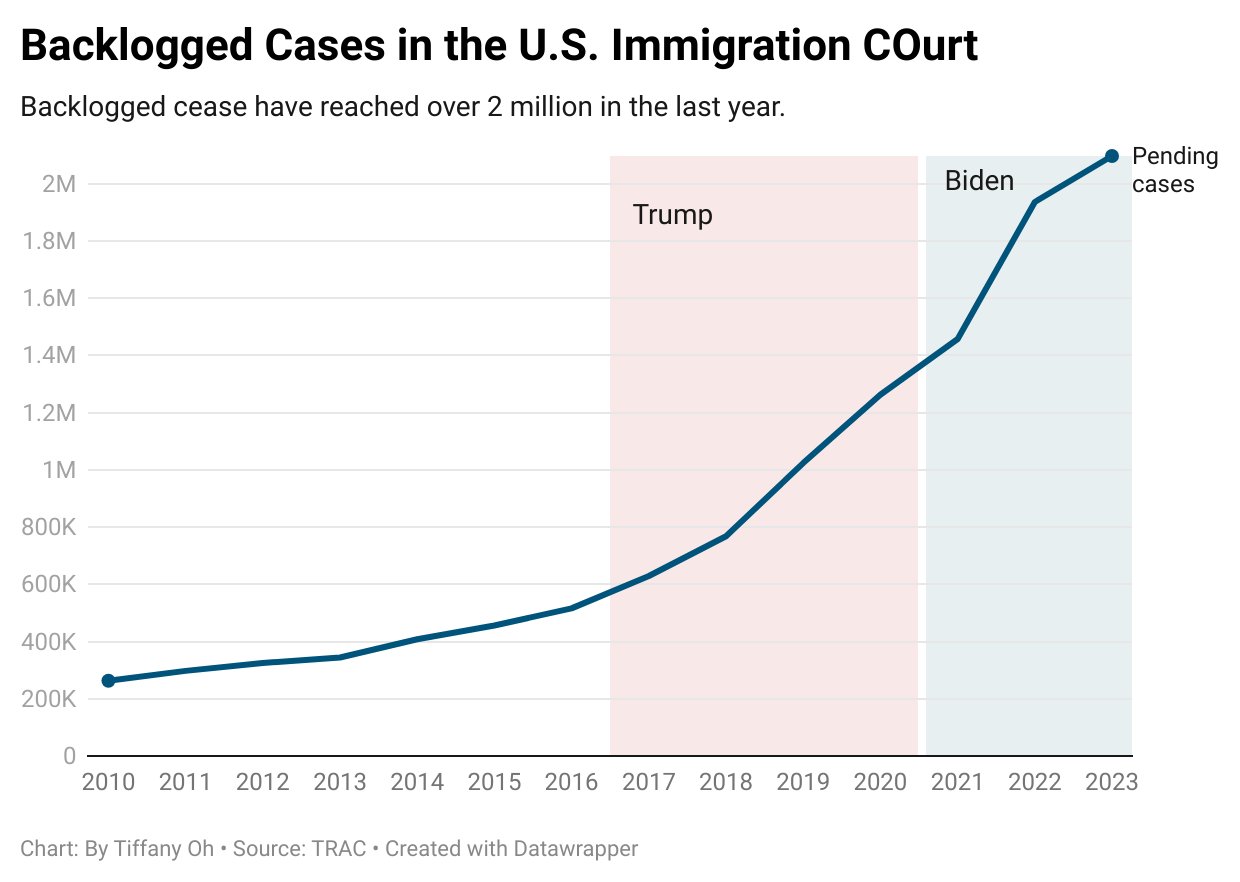 Backlogged Cases in the U.S. Immigration COurt
Backlogged cease have reached over 2 million in the last year.
Pending
cases
2M
Biden
Trump
1.8M
1.6M
1.4M
1.2M
1M
800K
600K
400K
200K
0
2010 2011 2012 2013 2014 2015 2016 2017 2018 2019 2020 2021 2022 2023
Chart: By Tiffany Oh • Source: TRAC • Created with Datawrapper